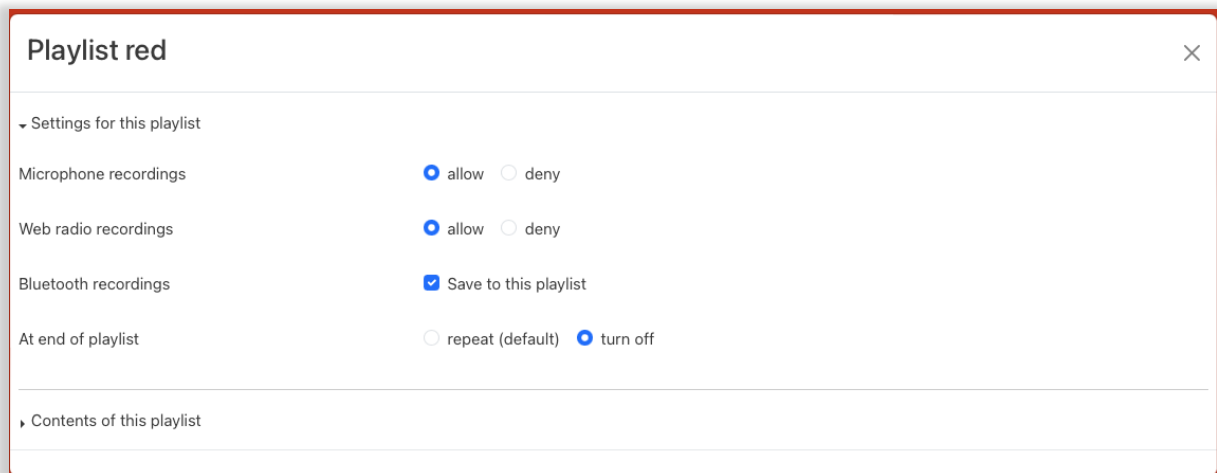 Playlist red
Settings for this playlist
Microphone recordings allow deny
Web radio recordings allow deny
Bluetooth recordings Save to this playlist
At end of playlist repeat (default) turn off
Contents of this playlist